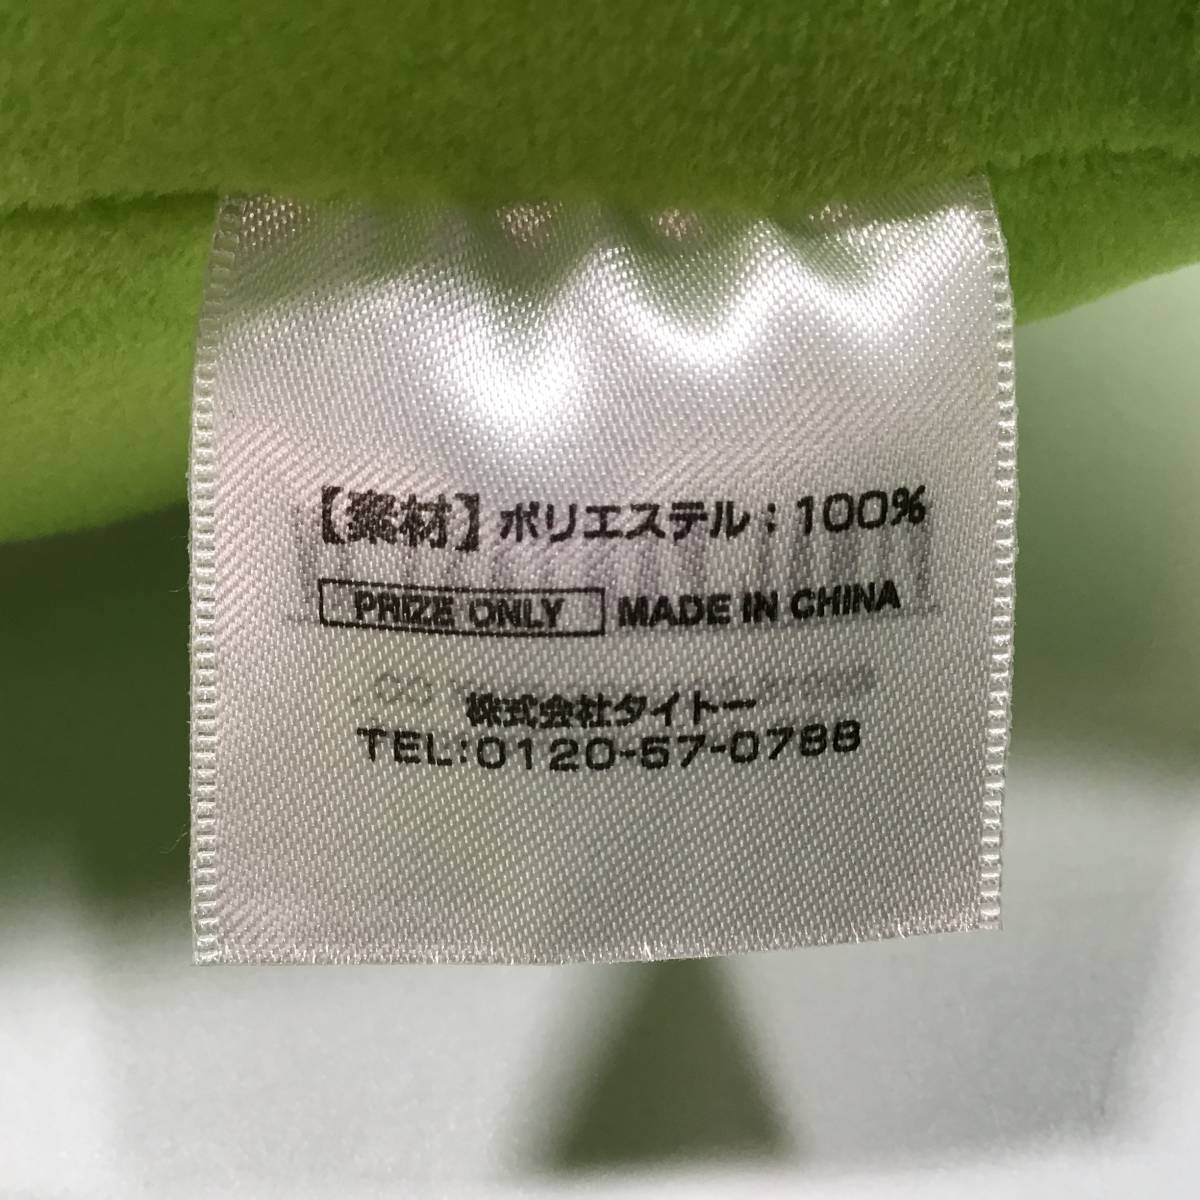 【素材】ポリエステル：100%
PRIZE ONLY MADE IN CHINA
株式会社タイトー
TEL:0120-57-0788